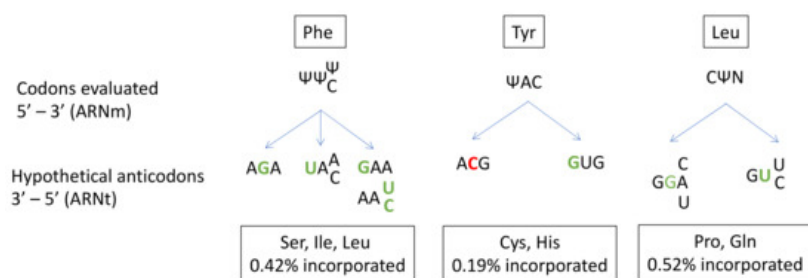 Phe Tyr Leu
Codons evaluated
5' – 3' (ARNm)
ΨΨ Ψ C ΨAC CΨN
Hypothetical anticodons
3' – 5' (ARNt)
AGA UA A C GAA ACG GUG GG C A U GU U C
AA U C
Ser, Ile, Leu Cys, His Pro, Gln
0.42% incorporated 0.19% incorporated 0.52% incorporated